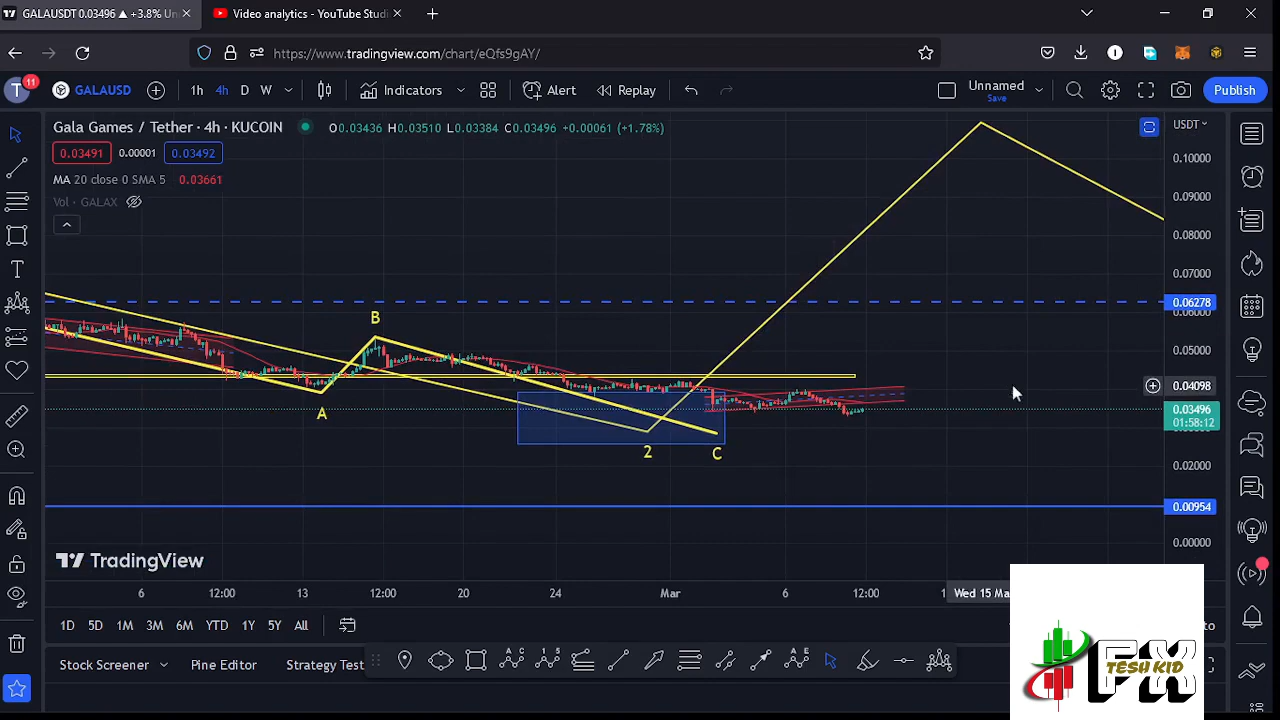 GALAUSDT 0.03496 ▲ +3.8% Un
Video analytics - YouTube Studi
https://www.tradingview.com/chart/eQfs9gAY/
T
11
GALAUSD
1h
4h
D
W
Indicators
Alert
Replay
Unnamed
Save
Publish
Gala Games / Tether · 4h · KUCOIN
O0.03436 H0.03510 L0.03384 C0.03496 +0.00061 (+1.78%)
USDT
0.03491
0.00001
0.03492
MA 20 close 0 SMA 5 0.03661
Vol · GALAX
0.10000
0.09000
0.08000
0.07000
0.06278
0.06000
0.05000
0.04098
0.03496
01:58:12
0.02000
0.00954
0.00000
B
A
2
C
TradingView
6
12:00
13
12:00
20
24
Mar
6
12:00
Wed 15 Ma
1D
5D
1M
3M
6M
YTD
1Y
5Y
All
Stock Screener
Pine Editor
Strategy Test
FX
TESH KID